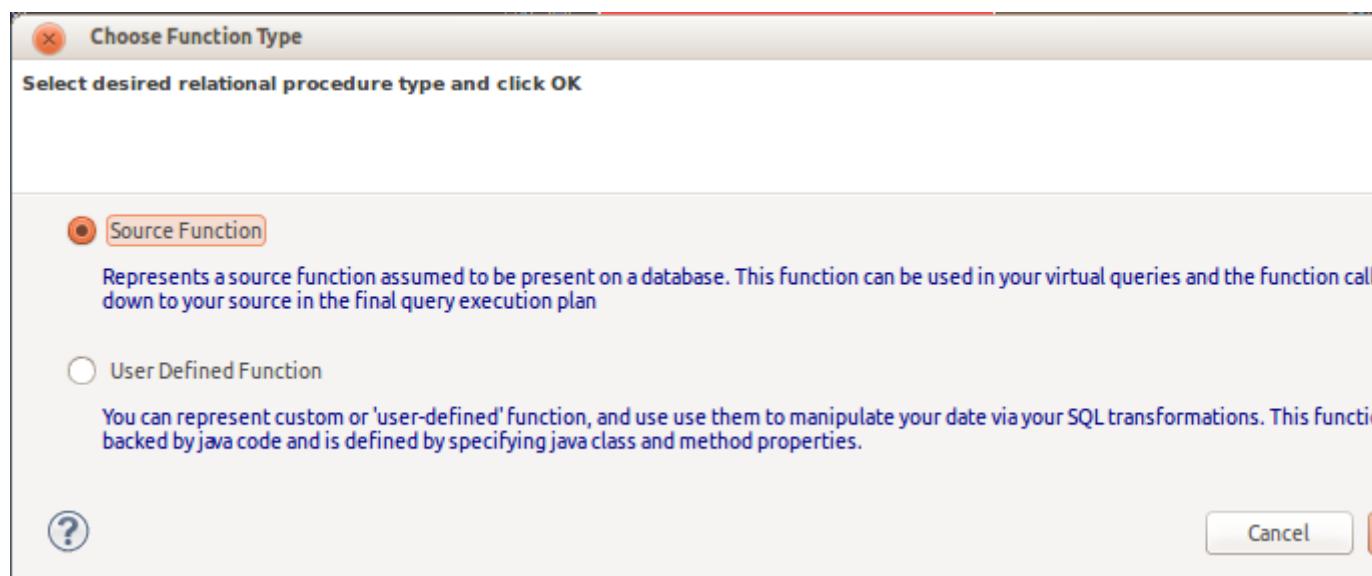 Choose Function Type
Select desired relational procedure type and click OK
Source Function
Represents a source function assumed to be present on a database. This function can be used in your virtual queries and the function call
down to your source in the final query execution plan
User Defined Function
You can represent custom or 'user-defined' function, and use use them to manipulate your date via your SQL transformations. This
backed by java code and is defined by specifying java class and method properties.
?
Cancel